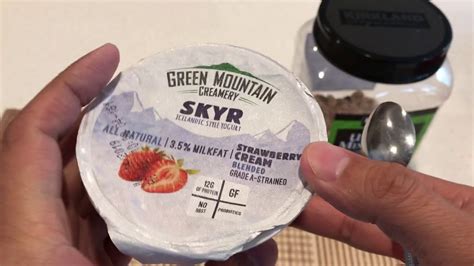 GREEN MOUNTAIN
CREAMERY
SKYR
ICELANDIC STYLE YOGURT
ALL NATURAL | 3.5% MILKFAT | STRAWBERRY
CREAM
BLENDED
GRADE A-STRAINED
12G
OF PROTEIN
GF
NO
RBST
PROBIOTICS
KIRKLAND